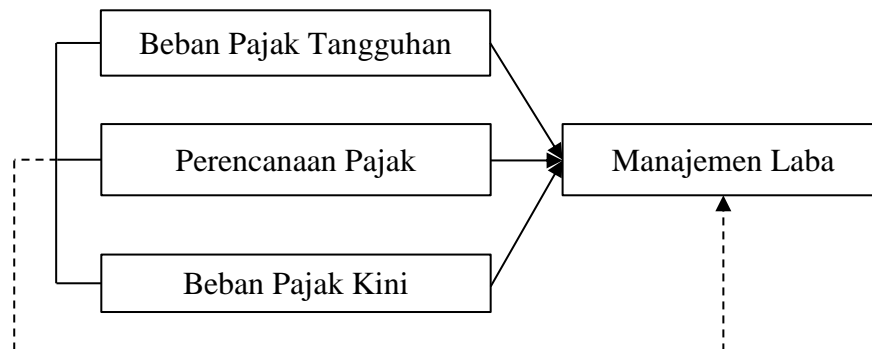 Beban Pajak Tangguhan
Perencanaan Pajak
Manajemen Laba
Beban Pajak Kini